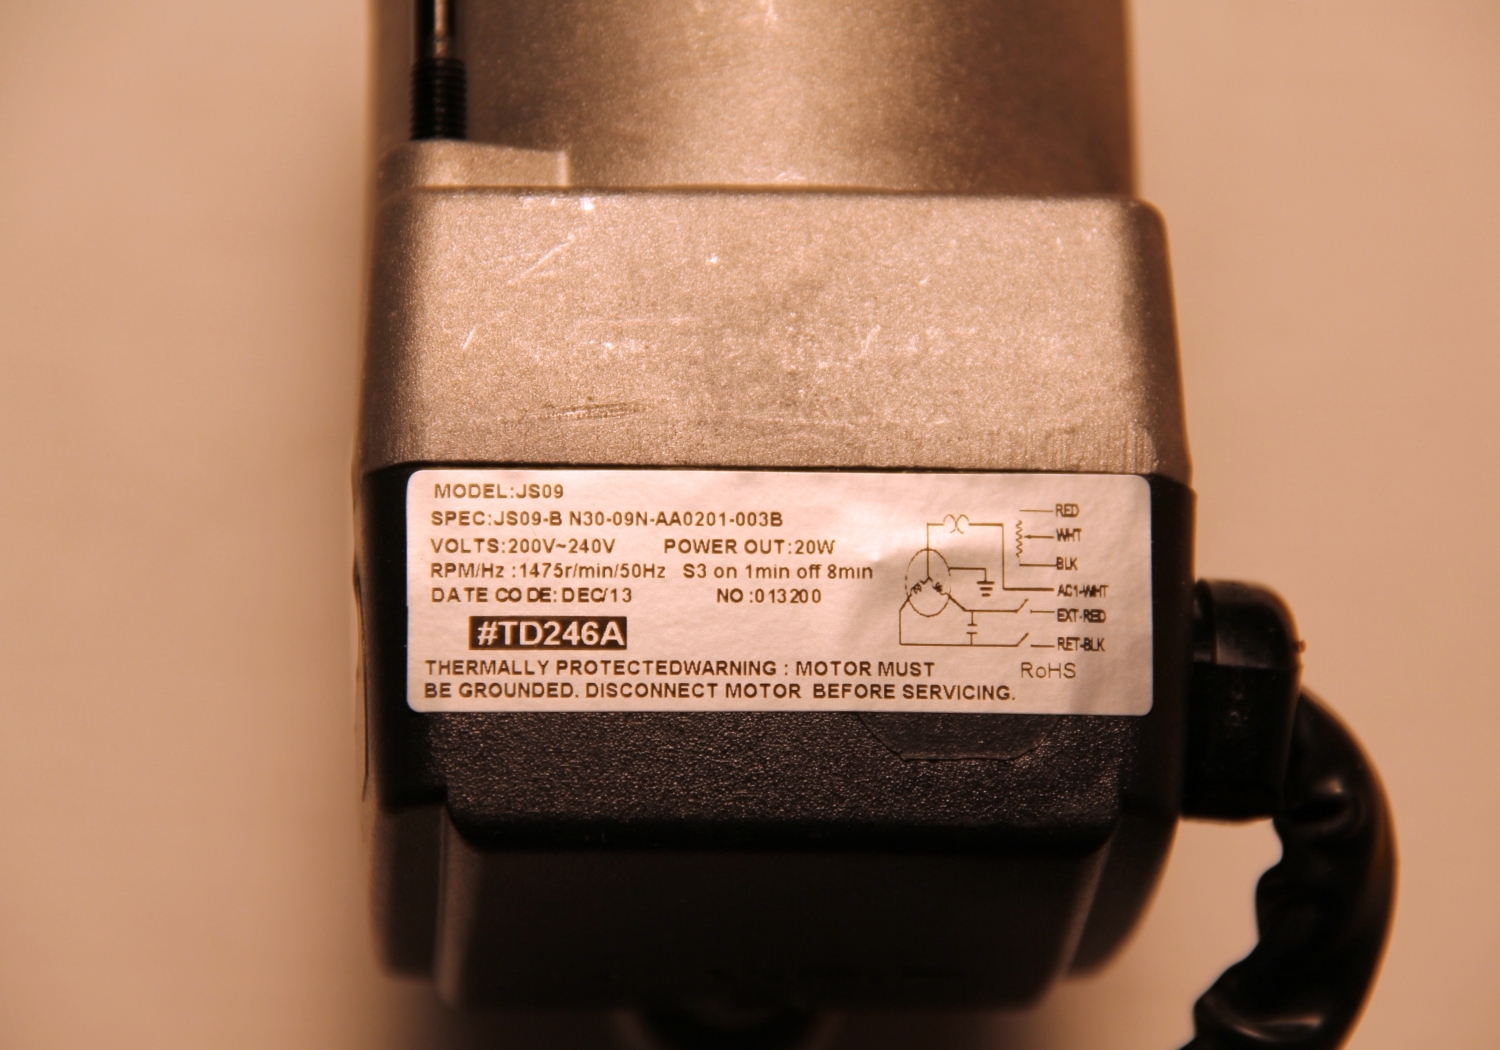 MODEL:JS09
SPEC:JS09-B N30-09N-AA0201-003B
VOLTS:200V~240V POWER OUT:20W
RPM/Hz :1475r/min/50Hz S3 on 1min off 8min
DATE CODE:DEC/13 NO:013200
#TD246A
THERMALLY PROTECTEDWARNING : MOTOR MUST
BE GROUNDED. DISCONNECT MOTOR BEFORE SERVICING.
RED
WHT
BLK
AC1-WHT
EXT-RED
RET-BLK
RoHS